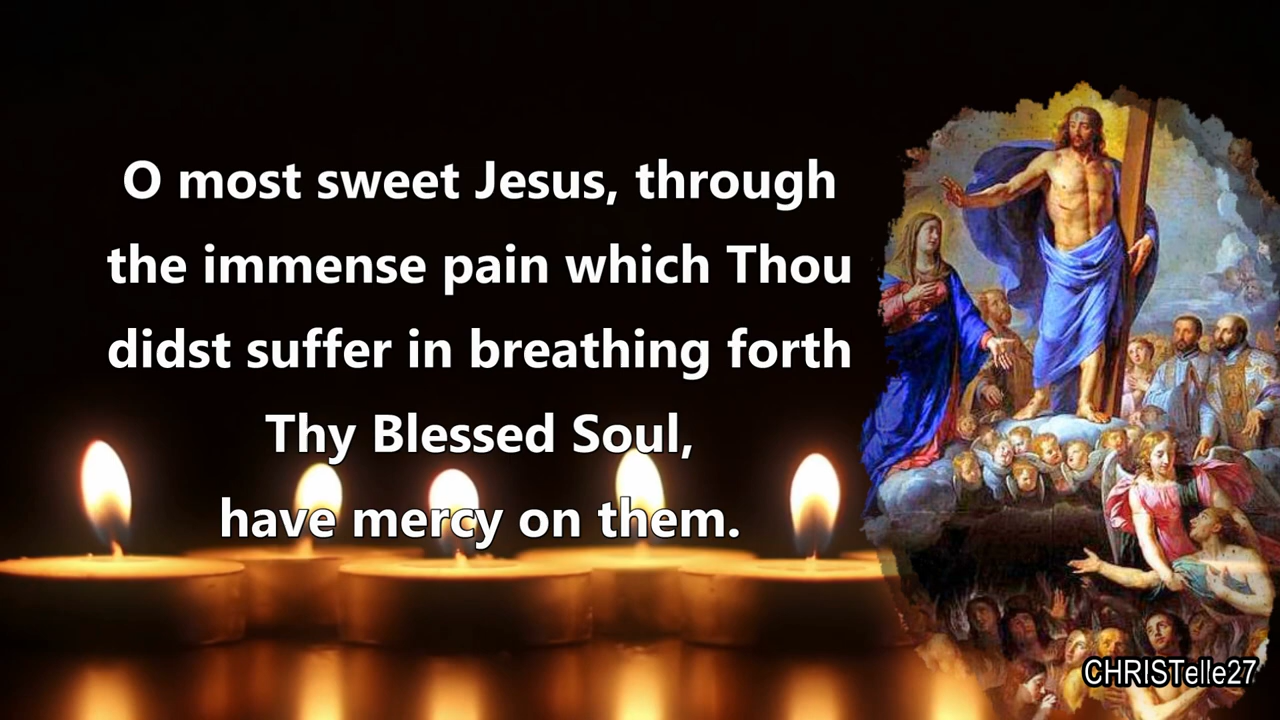 O most sweet Jesus, through
the immense pain which Thou
didst suffer in breathing forth
Thy Blessed Soul,
have mercy on them.
CHRISTelle27